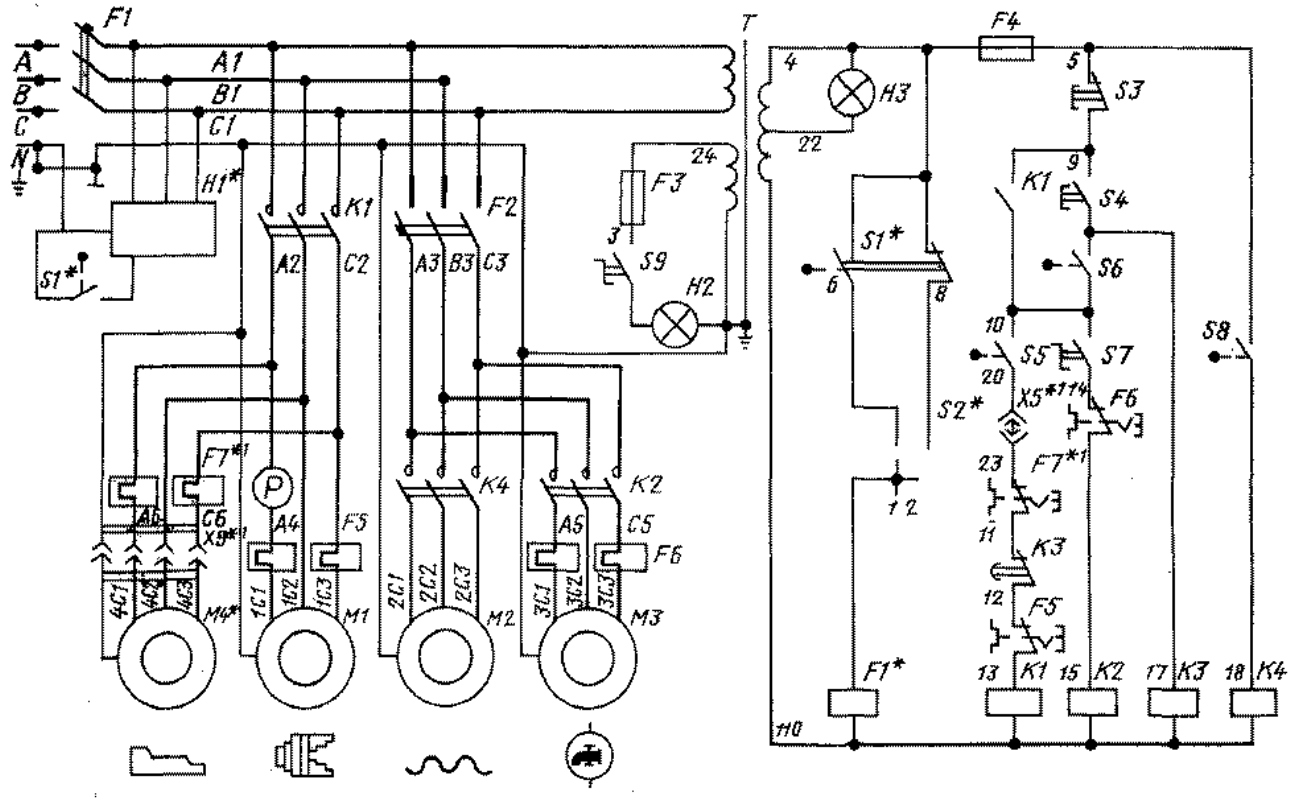 F1
T
A
A1
4
F4
5
B
B1
H3
S3
C
C1
N
22
24
9
H1*
F3
K1
S4
K1
F2
3
S9
S1*
A2
C2
A3
B3
C3
S1*
6
8
S6
H2
10
S8
S5
S7
20
X5*1
114
S2*
F6
F7*1
23
F7*1
P
K4
K2
1
2
A6
C6
A4
F5
A5
C5
11
X9*1
F6
K3
12
4C1
4C2
4C3
1C1
1C2
1C3
2C1
2C2
2C3
3C1
3C2
3C3
F5
M4*1
M1
M2
M3
F1*
13
K1
15
K2
17
K3
18
K4
110